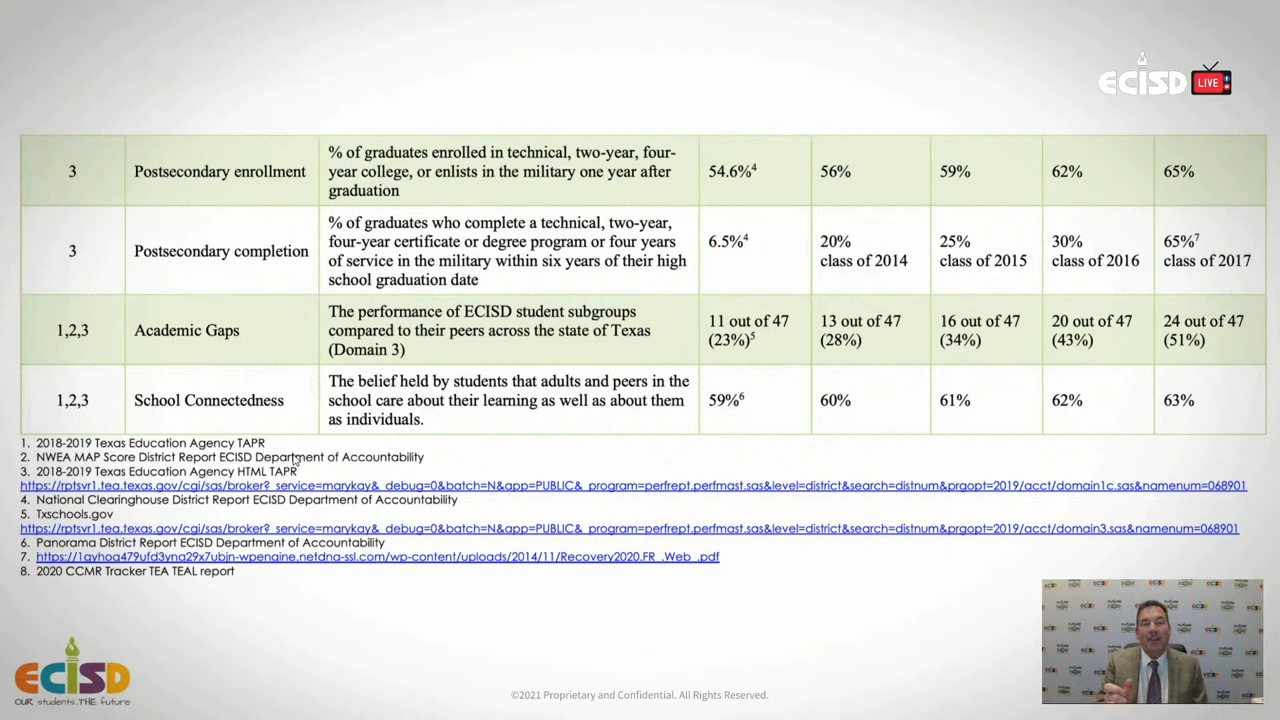 ECISD LIVE
3
Postsecondary enrollment
% of graduates enrolled in technical, two-year, four-
year college, or enlists in the military one year after
graduation
54.6%4
56%
59%
62%
65%
3
Postsecondary completion
% of graduates who complete a technical, two-year,
four-year certificate or degree program or four years
of service in the military within six years of their high
school graduation date
6.5%4
20%
class of 2014
25%
class of 2015
30%
class of 2016
65%7
class of 2017
1,2,3
Academic Gaps
The performance of ECISD student subgroups
compared to their peers across the state of Texas
(Domain 3)
11 out of 47
(23%)5
13 out of 47
(28%)
16 out of 47
(34%)
20 out of 47
(43%)
24 out of 47
(51%)
1,2,3
School Connectedness
The belief held by students that adults and peers in the
school care about their learning as well as about them
as individuals.
59%6
60%
61%
62%
63%
1. 2018-2019 Texas Education Agency TAPR
2. NWEA MAP Score District Report ECISD Department of Accountability
3. 2018-2019 Texas Education Agency HTML TAPR
https://rptsvr1.tea.texas.gov/cgi/sas/broker?_service=marykay&_debug=0&batch=N&app=PUBLIC&_program=perfrept.perfmast.sas&level=district&search=distnum&prgopt=2019/acct/domain1c.sas&namenum=068901
4. National Clearinghouse District Report ECISD Department of Accountability
5. Txschools.gov
https://rptsvr1.tea.texas.gov/cgi/sas/broker?_service=marykay&_debug=0&batch=N&app=PUBLIC&_program=perfrept.perfmast.sas&level=district&search=distnum&prgopt=2019/acct/domain3.sas&namenum=068901
6. Panorama District Report ECISD Department of Accountability
7. https://1gyhoq479ufd3yna29x7ubjn-wpengine.netdna-ssl.com/wp-content/uploads/2014/11/Recovery2020.FR_.Web_.pdf
8. 2020 CCMR Tracker TEA TEAL report
ECISD
OUR students...THE future
©2021 Proprietary and Confidential. All Rights Reserved.